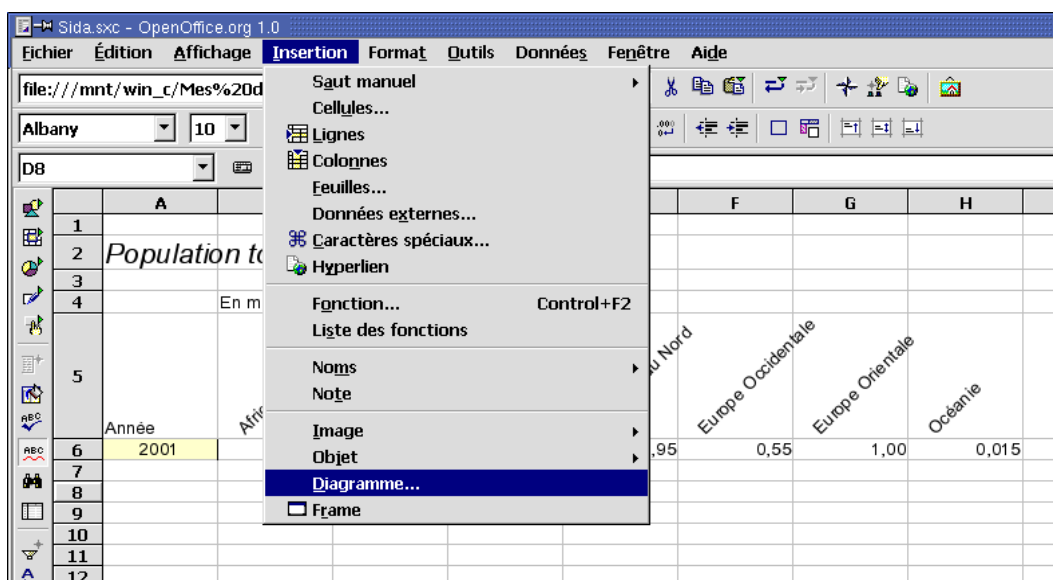 Sida.sxc - OpenOffice.org 1.0
Fichier Édition Affichage Insertion Format Outils Données Fenêtre Aide
file:///mnt/win_c/Mes%20d
Albany 10
D8
Saut manuel
Cellules...
Lignes
Colonnes
Feuilles...
Données externes...
Caractères spéciaux...
Hyperlien
Fonction... Control+F2
Liste des fonctions
Noms
Note
Image
Objet
Diagramme...
Frame
A F G H
1
2 Population to
3
4 En m
5 Année Afri Nord Europe Occidentale Europe Orientale Océanie
6 2001 ,95 0,55 1,00 0,015
7
8
9
10
11
12